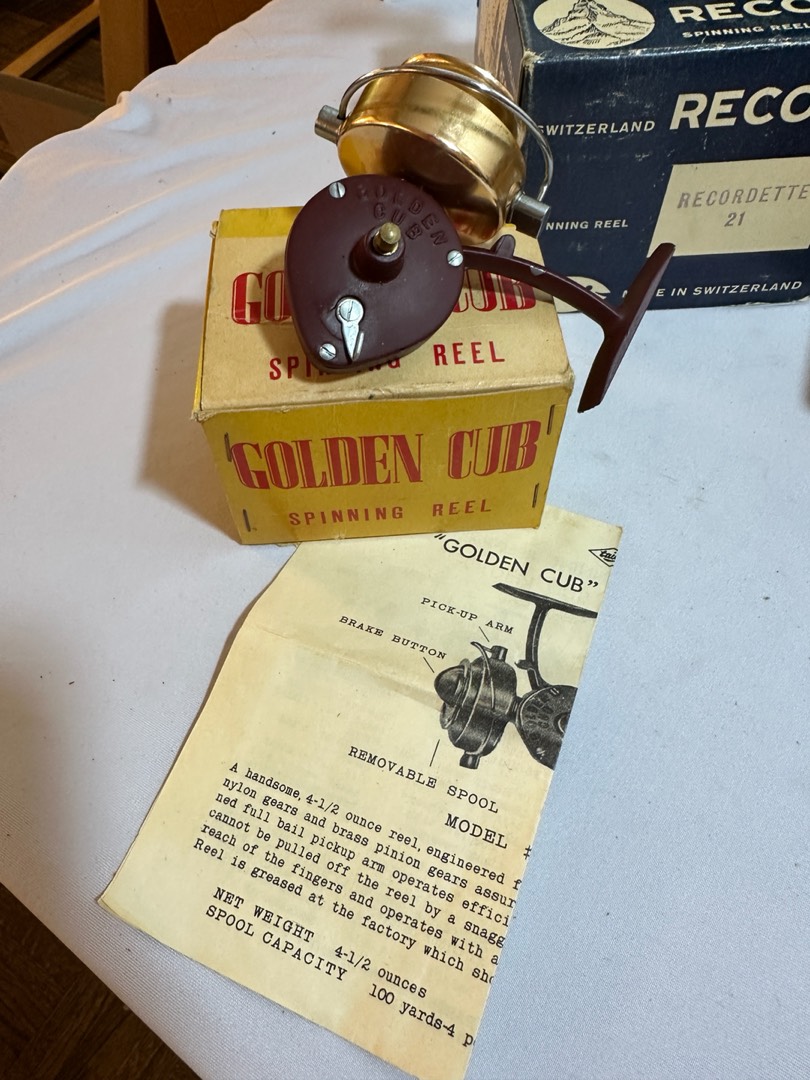 RECO
SPINNING REEL
SWITZERLAND RECO
RECORDETTE
21
NNING REEL
E IN SWITZERLAND
GOLDEN
CUB
GO CUB
REEL
GOLDEN CUB
SPINNING REEL
"GOLDEN CUB"
PICK-UP ARM
BRAKE BUTTON
REMOVABLE SPOOL
MODEL #
A handsome, 4-1/2 ounce reel, engineered f
nylon gears and brass pinion gears assur
ned full bail pickup arm operates effici
cannot be pulled off the reel by a snagg
reach of the fingers and operates with a
Reel is greased at the factory which sho
NET WEIGHT 4-1/2 ounces
SPOOL CAPACITY 100 yards-4 p